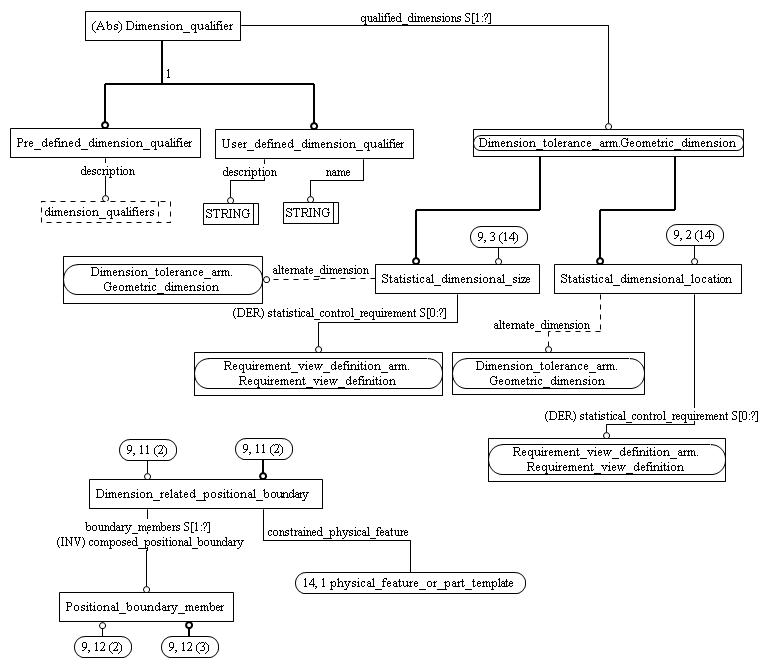 (Abs) Dimension_qualifier
qualified_dimensions S[1:?]
1
Pre_defined_dimension_qualifier
User_defined_dimension_qualifier
Dimension_tolerance_arm.Geometric_dimension
description
description
name
dimension_qualifiers
STRING
STRING
9, 3 (14)
9, 2 (14)
Dimension_tolerance_arm.
Geometric_dimension
alternate_dimension
Statistical_dimensional_size
Statistical_dimensional_location
(DER) statistical_control_requirement S[0:?]
alternate_dimension
Requirement_view_definition_arm.
Requirement_view_definition
Dimension_tolerance_arm.
Geometric_dimension
(DER) statistical_control_requirement S[0:?]
Requirement_view_definition_arm.
Requirement_view_definition
9, 11 (2)
9, 11 (2)
Dimension_related_positional_boundary
boundary_members S[1:?]
(INV) composed_positional_boundary
constrained_physical_feature
14, 1 physical_feature_or_part_template
Positional_boundary_member
9, 12 (2)
9, 12 (3)